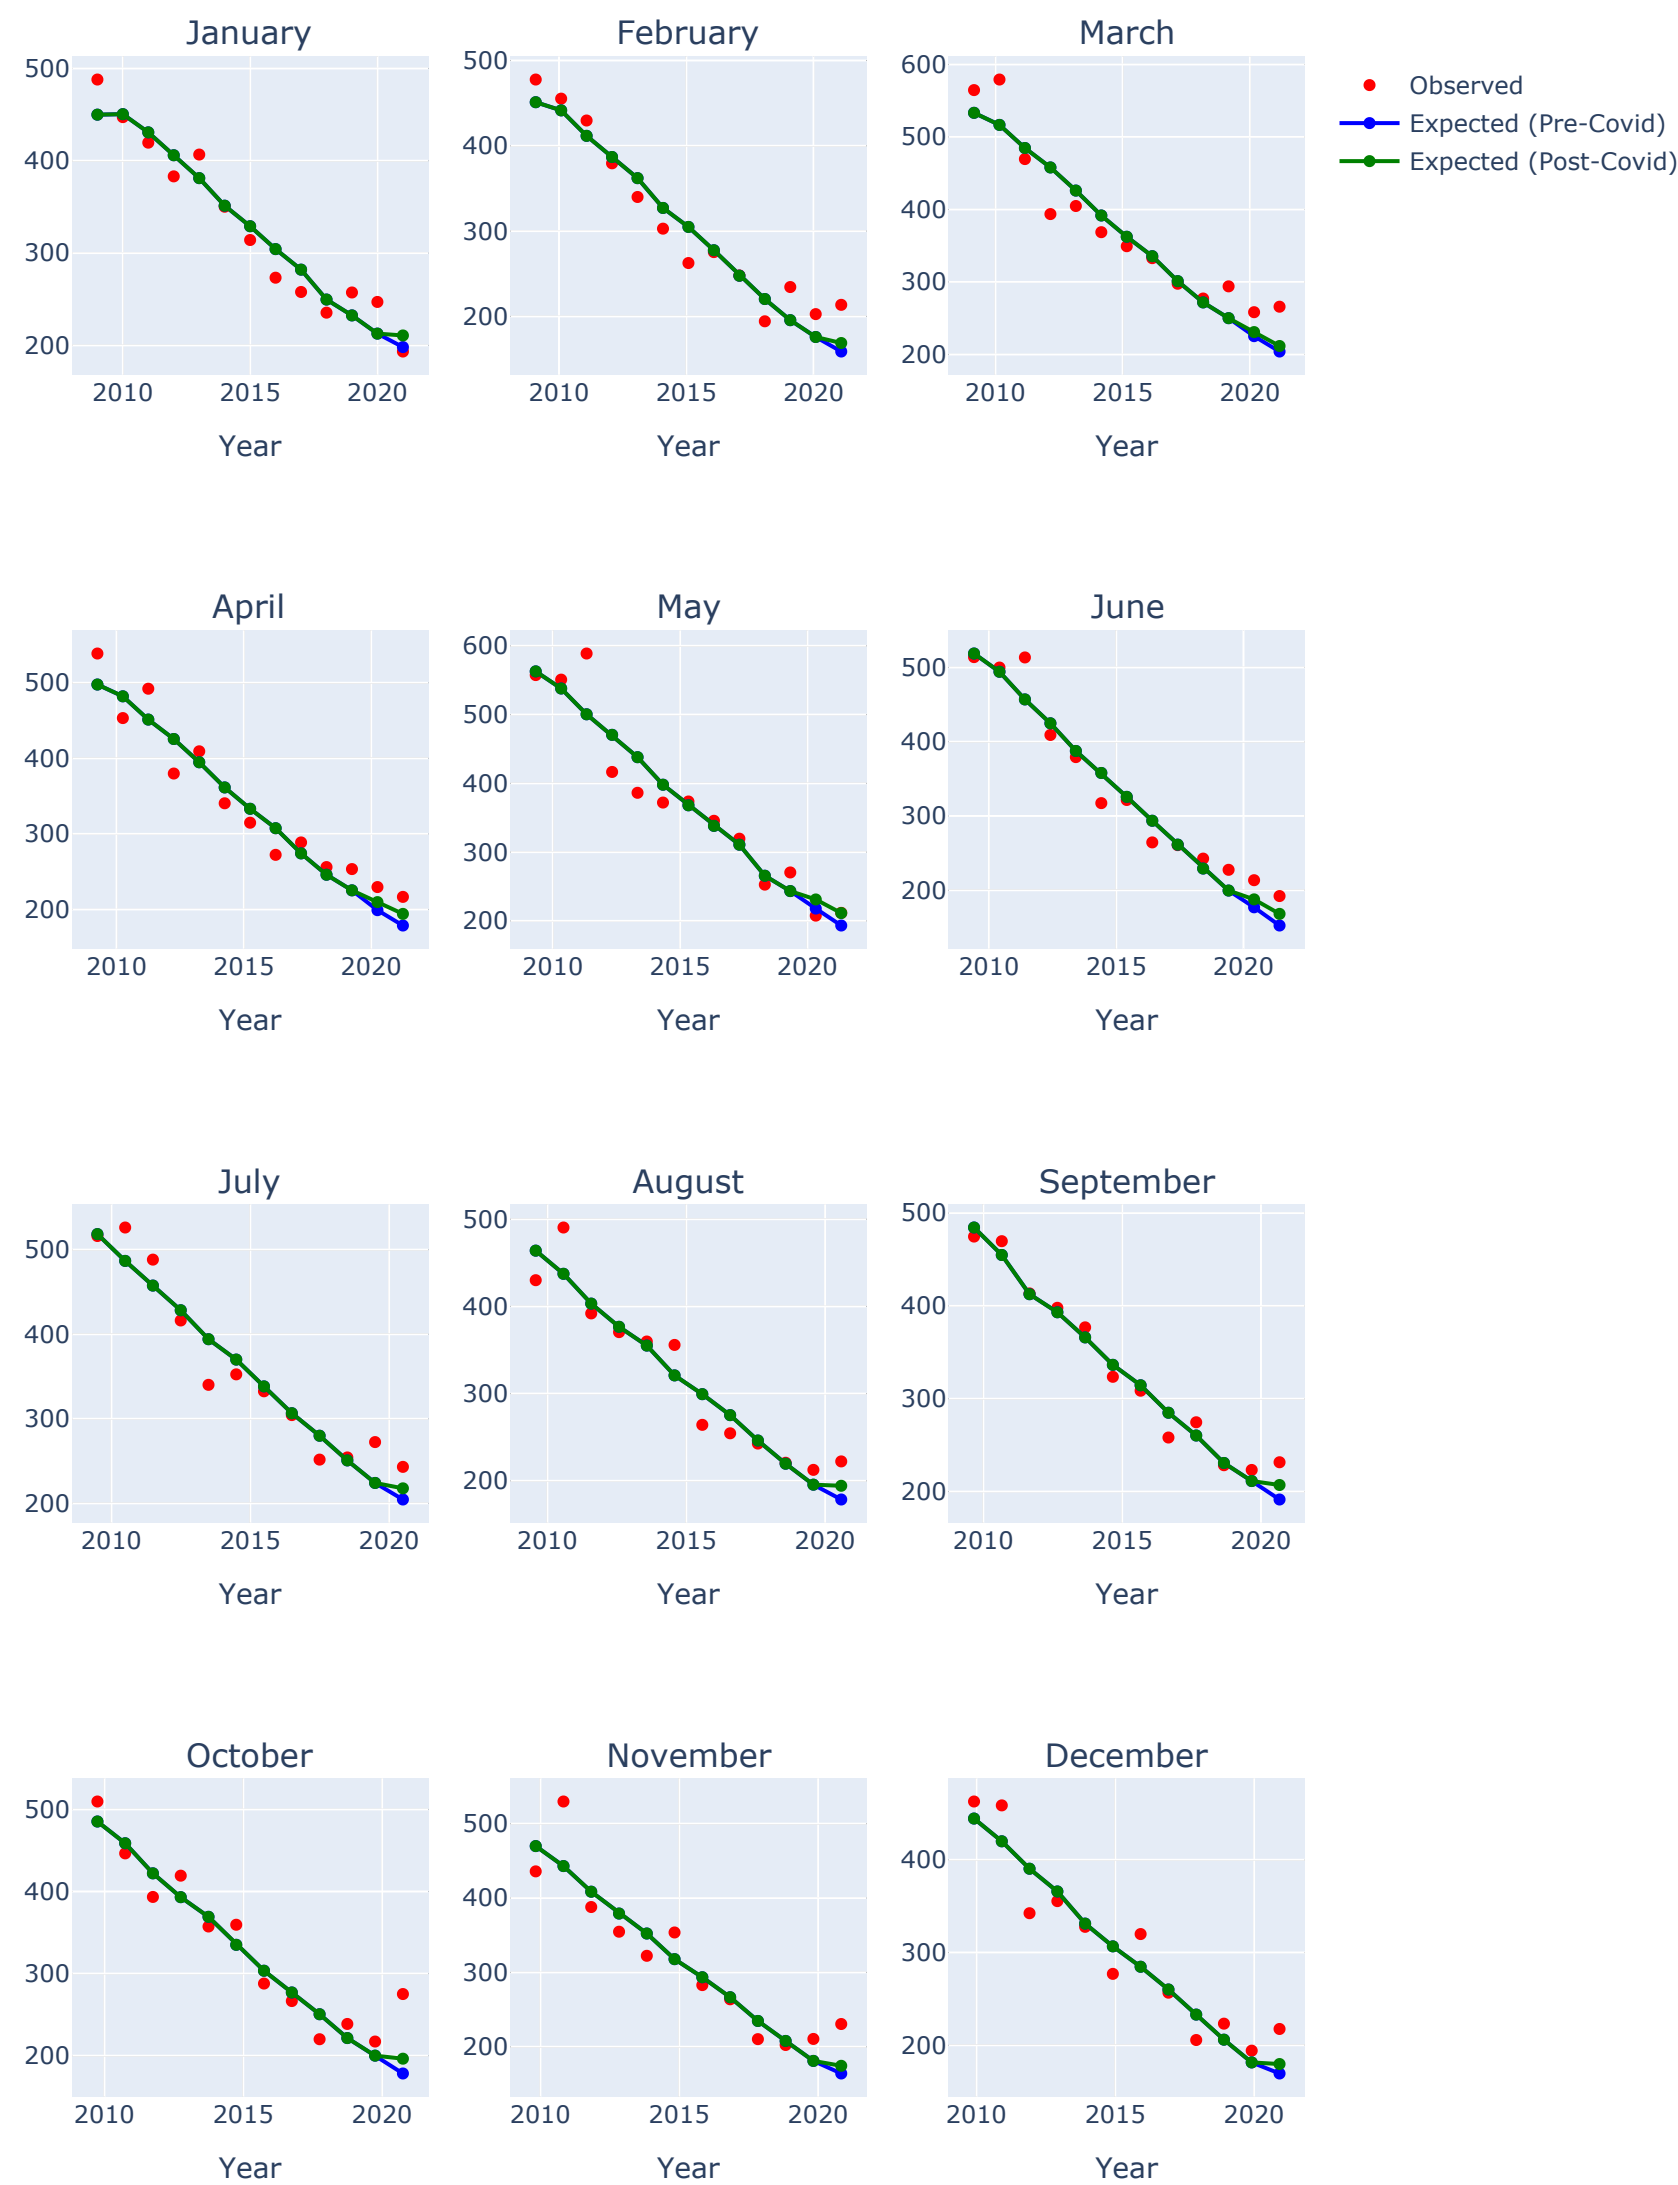 January
February
March
500
400
300
200
2010 2015 2020
Year
500
400
300
200
2010 2015 2020
Year
600
500
400
300
200
2010 2015 2020
Year
Observed
Expected (Pre-Covid)
Expected (Post-Covid)
April
May
June
500
400
300
200
2010 2015 2020
Year
600
500
400
300
200
2010 2015 2020
Year
500
400
300
200
2010 2015 2020
Year
July
August
September
500
400
300
200
2010 2015 2020
Year
500
400
300
200
2010 2015 2020
Year
500
400
300
200
2010 2015 2020
Year
October
November
December
500
400
300
200
2010 2015 2020
Year
500
400
300
200
2010 2015 2020
Year
400
300
200
2010 2015 2020
Year